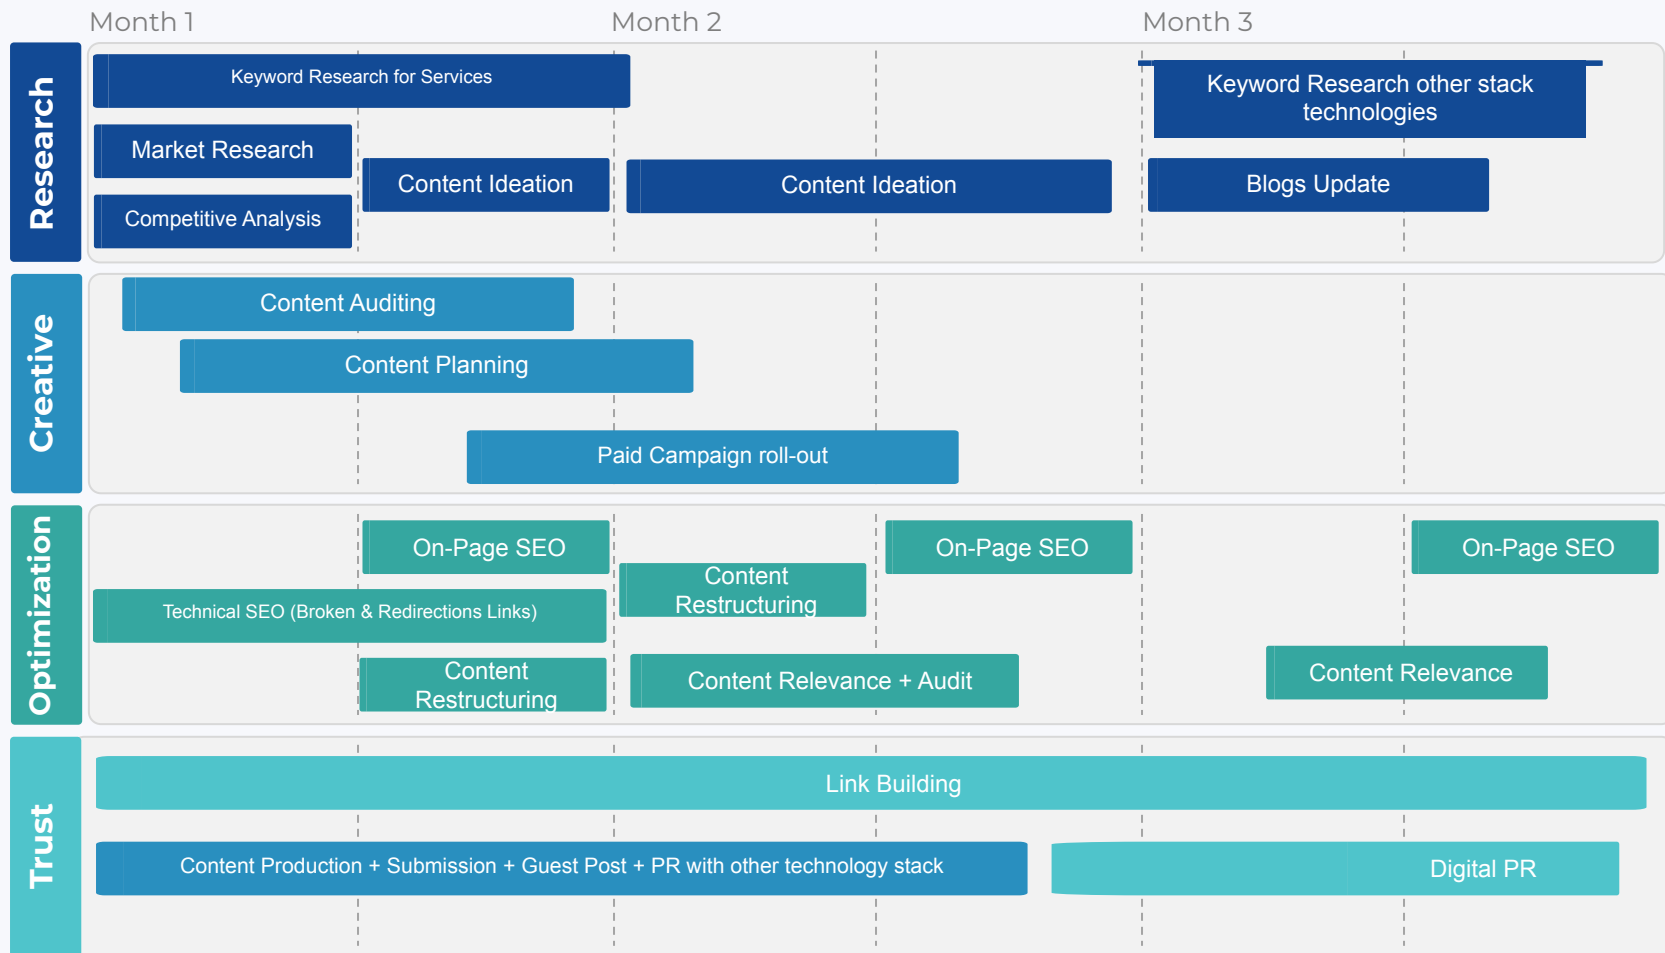 Month 1
Month 2
Month 3
Research
Keyword Research for Services
Keyword Research other stack
technologies
Market Research
Content Ideation
Content Ideation
Blogs Update
Competitive Analysis
Creative
Content Auditing
Content Planning
Paid Campaign roll-out
Optimization
On-Page SEO
On-Page SEO
On-Page SEO
Content
Restructuring
Technical SEO (Broken & Redirections Links)
Content
Restructuring
Content Relevance + Audit
Content Relevance
Trust
Link Building
Content Production + Submission + Guest Post + PR with other technology stack
Digital PR